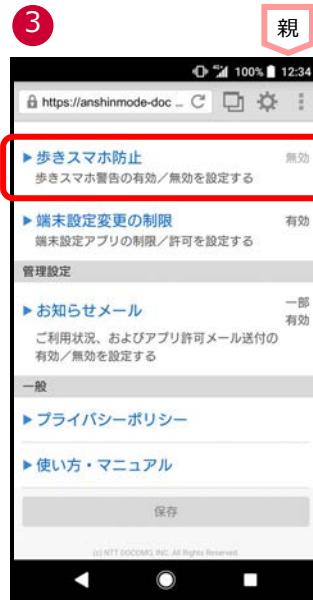 3
親
100% 12:34
https://anshinmode-doc ...
▶歩きスマホ防止 無効
歩きスマホ警告の有効/無効を設定する
▶端末設定変更の制限 有効
端末設定アプリの制限/許可を設定する
管理設定
▶お知らせメール 一部有効
ご利用状況、およびアプリ許可メール送付の
有効/無効を設定する
一般
▶プライバシーポリシー
▶使い方・マニュアル
保存
(c) NTT DOCOMO, INC. All Rights Reserved.